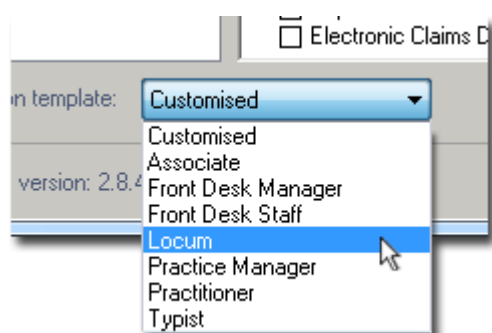 Electronic Claims D
on template: Customised
Customised
Associate
version: 2.8.4
Front Desk Manager
Front Desk Staff
Locum
Practice Manager
Practitioner
Typist